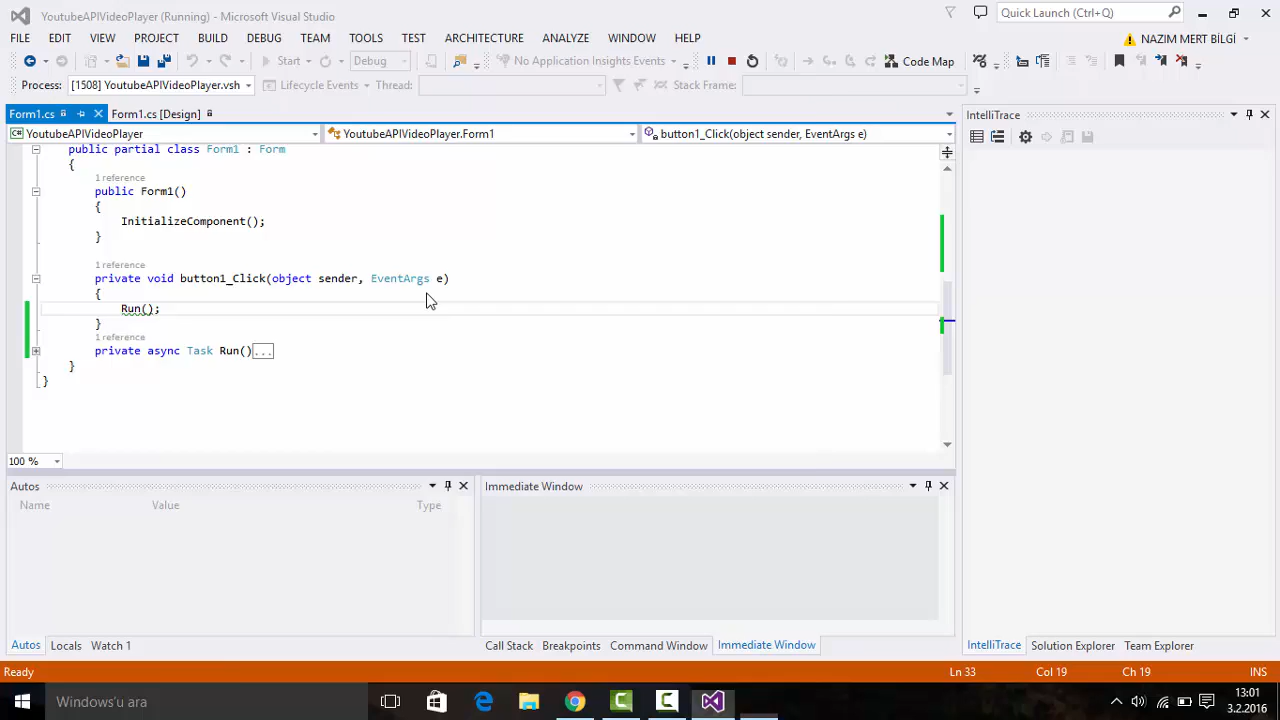 YoutubeAPIVideoPlayer (Running) - Microsoft Visual Studio
Quick Launch (Ctrl+Q)
FILE EDIT VIEW PROJECT BUILD DEBUG TEAM TOOLS TEST ARCHITECTURE ANALYZE WINDOW HELP
NAZIM MERT BİLGİ
Start Debug No Application Insights Events Code Map
Process: [1508] YoutubeAPIVideoPlayer.vsh Lifecycle Events Thread: Stack Frame:
Form1.cs Form1.cs [Design]
YoutubeAPIVideoPlayer YoutubeAPIVideoPlayer.Form1 button1_Click(object sender, EventArgs e)
public partial class Form1 : Form
{
1 reference
public Form1()
{
InitializeComponent();
}
1 reference
private void button1_Click(object sender, EventArgs e)
{
Run();
}
1 reference
private async Task Run()...
}
}
100 %
Autos
Name Value Type
Immediate Window
Autos Locals Watch 1
Call Stack Breakpoints Command Window Immediate Window
IntelliTrace
IntelliTrace Solution Explorer Team Explorer
Ready Ln 33 Col 19 Ch 19 INS
Windows'u ara
13:01
3.2.2016